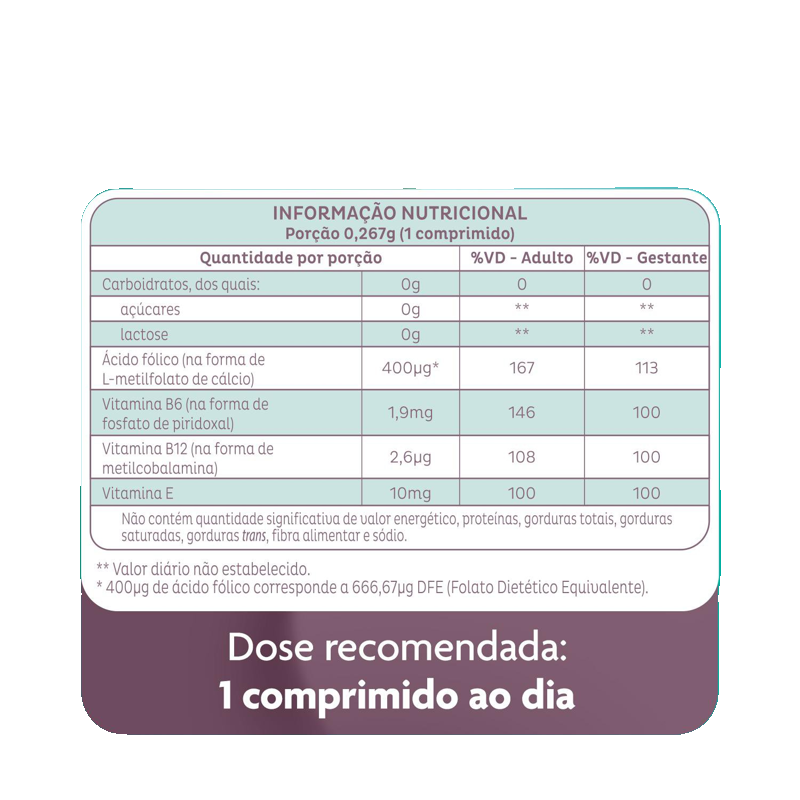 INFORMAÇÃO NUTRICIONAL
Porção 0,267g (1 comprimido)
Quantidade por porção %VD - Adulto %VD - Gestante
Carboidratos, dos quais: 0g 0 0
açúcares 0g ** **
lactose 0g ** **
Ácido fólico (na forma de
L-metilfolato de cálcio) 400µg* 167 113
Vitamina B6 (na forma de
fosfato de piridoxal) 1,9mg 146 100
Vitamina B12 (na forma de
metilcobalamina) 2,6µg 108 100
Vitamina E 10mg 100 100
Não contém quantidade significativa de valor energético, proteínas, gorduras totais, gorduras
saturadas, gorduras trans, fibra alimentar e sódio.
** Valor diário não estabelecido.
* 400µg de ácido fólico corresponde a 666,67µg DFE (Folato Dietético Equivalente).
Dose recomendada:
1 comprimido ao dia